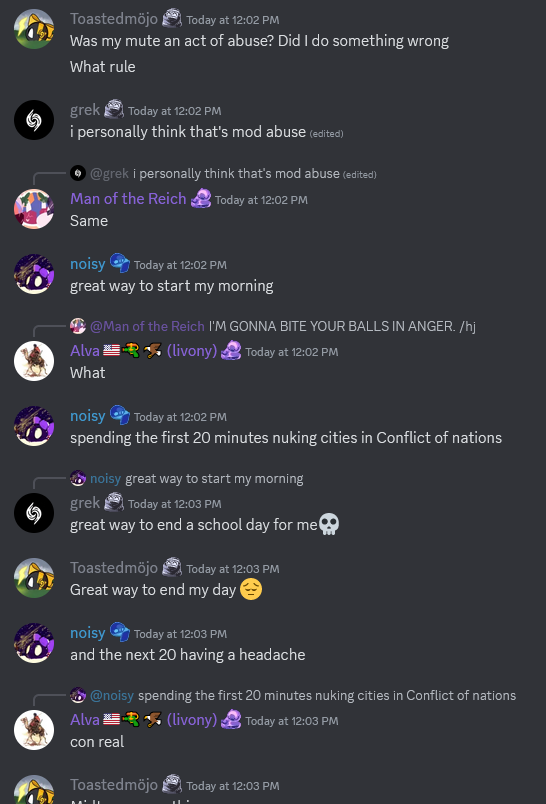 Toastedmöjo Today at 12:02 PM
Was my mute an act of abuse? Did I do something wrong
What rule
grek Today at 12:02 PM
i personally think that's mod abuse (edited)
@grek i personally think that's mod abuse (edited)
Man of the Reich Today at 12:02 PM
Same
noisy Today at 12:02 PM
great way to start my morning
@Man of the Reich I'M GONNA BITE YOUR BALLS IN ANGER. /hj
Alva 🇺🇸🔫🦅 (livony) Today at 12:02 PM
What
noisy Today at 12:02 PM
spending the first 20 minutes nuking cities in Conflict of nations
noisy great way to start my morning
grek Today at 12:03 PM
great way to end a school day for me💀
Toastedmöjo Today at 12:03 PM
Great way to end my day 😔
noisy Today at 12:03 PM
and the next 20 having a headache
@noisy spending the first 20 minutes nuking cities in Conflict of nations
Alva 🇺🇸🔫🦅 (livony) Today at 12:03 PM
con real
Toastedmöjo Today at 12:03 PM